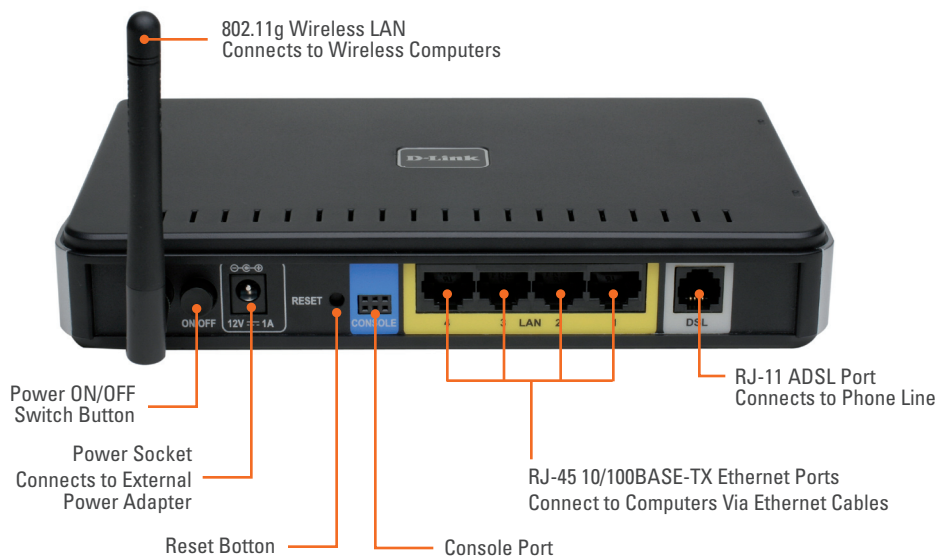 802.11g Wireless LAN
Connects to Wireless Computers
D-Link
RESET
ON/OFF
12V ⎓ 1A
CONSOLE
4 3 LAN 2 1
DSL
Power ON/OFF
Switch Button
RJ-11 ADSL Port
Connects to Phone Line
Power Socket
Connects to External
Power Adapter
RJ-45 10/100BASE-TX Ethernet Ports
Connect to Computers Via Ethernet Cables
Reset Botton
Console Port